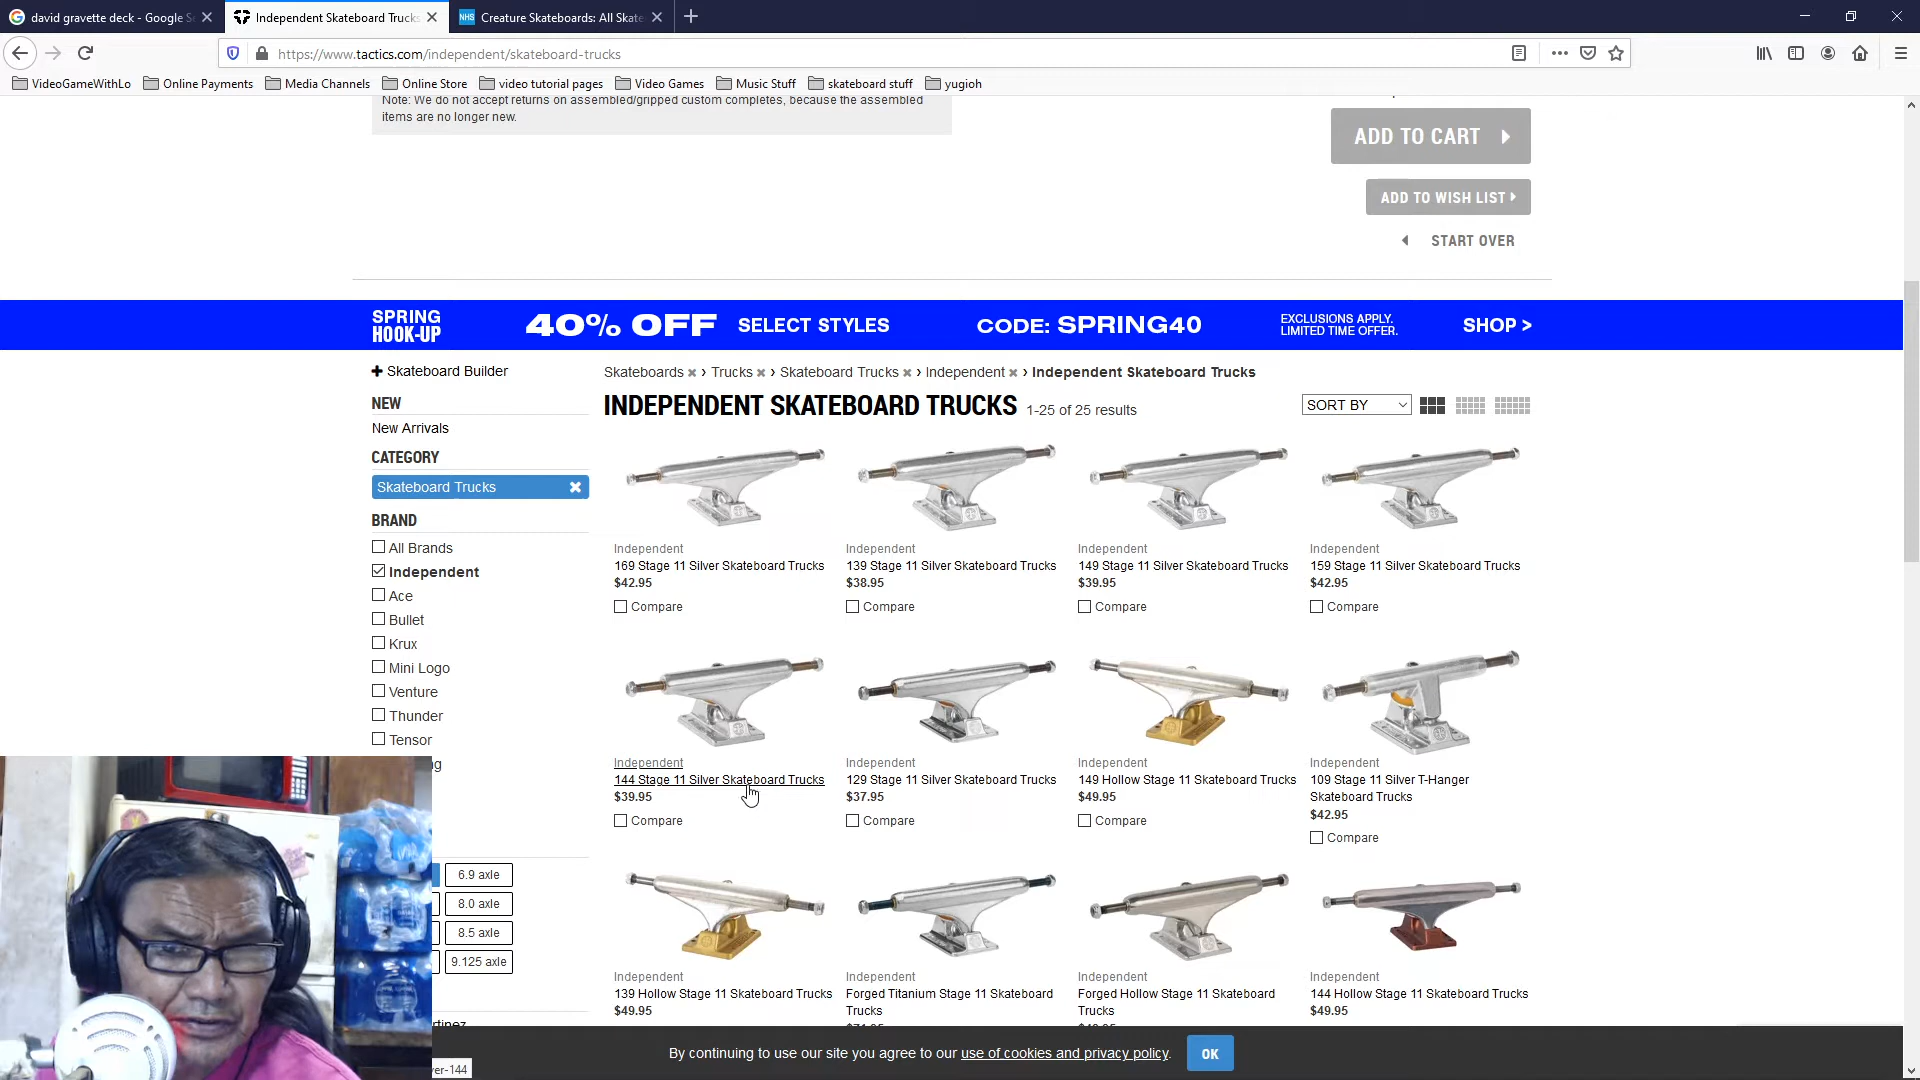 david gravette deck - Google Se
Independent Skateboard Trucks
NHS Creature Skateboards: All Skate
https://www.tactics.com/independent/skateboard-trucks
VideoGameWithLo Online Payments Media Channels Online Store video tutorial pages Video Games Music Stuff skateboard stuff yugioh
Note: We do not accept returns on assembled/gripped custom completes, because the assembled
items are no longer new.
ADD TO CART
ADD TO WISH LIST
START OVER
SPRING
HOOK-UP
40% OFF SELECT STYLES
CODE: SPRING40
EXCLUSIONS APPLY.
LIMITED TIME OFFER.
SHOP >
Skateboard Builder
NEW
New Arrivals
CATEGORY
Skateboard Trucks
BRAND
All Brands
Independent
Ace
Bullet
Krux
Mini Logo
Venture
Thunder
Tensor
ng
6.9 axle
8.0 axle
8.5 axle
9.125 axle
rtinez
Skateboards × › Trucks × › Skateboard Trucks × › Independent × › Independent Skateboard Trucks
INDEPENDENT SKATEBOARD TRUCKS 1-25 of 25 results
SORT BY
Independent
169 Stage 11 Silver Skateboard Trucks
$42.95
Compare
Independent
139 Stage 11 Silver Skateboard Trucks
$38.95
Compare
Independent
149 Stage 11 Silver Skateboard Trucks
$39.95
Compare
Independent
159 Stage 11 Silver Skateboard Trucks
$42.95
Compare
Independent
144 Stage 11 Silver Skateboard Trucks
$39.95
Compare
Independent
129 Stage 11 Silver Skateboard Trucks
$37.95
Compare
Independent
149 Hollow Stage 11 Skateboard Trucks
$49.95
Compare
Independent
109 Stage 11 Silver T-Hanger
Skateboard Trucks
$42.95
Compare
Independent
139 Hollow Stage 11 Skateboard Trucks
$49.95
Independent
Forged Titanium Stage 11 Skateboard
Trucks
Independent
Forged Hollow Stage 11 Skateboard
Trucks
Independent
144 Hollow Stage 11 Skateboard Trucks
$49.95
By continuing to use our site you agree to our use of cookies and privacy policy.
OK
ver-144